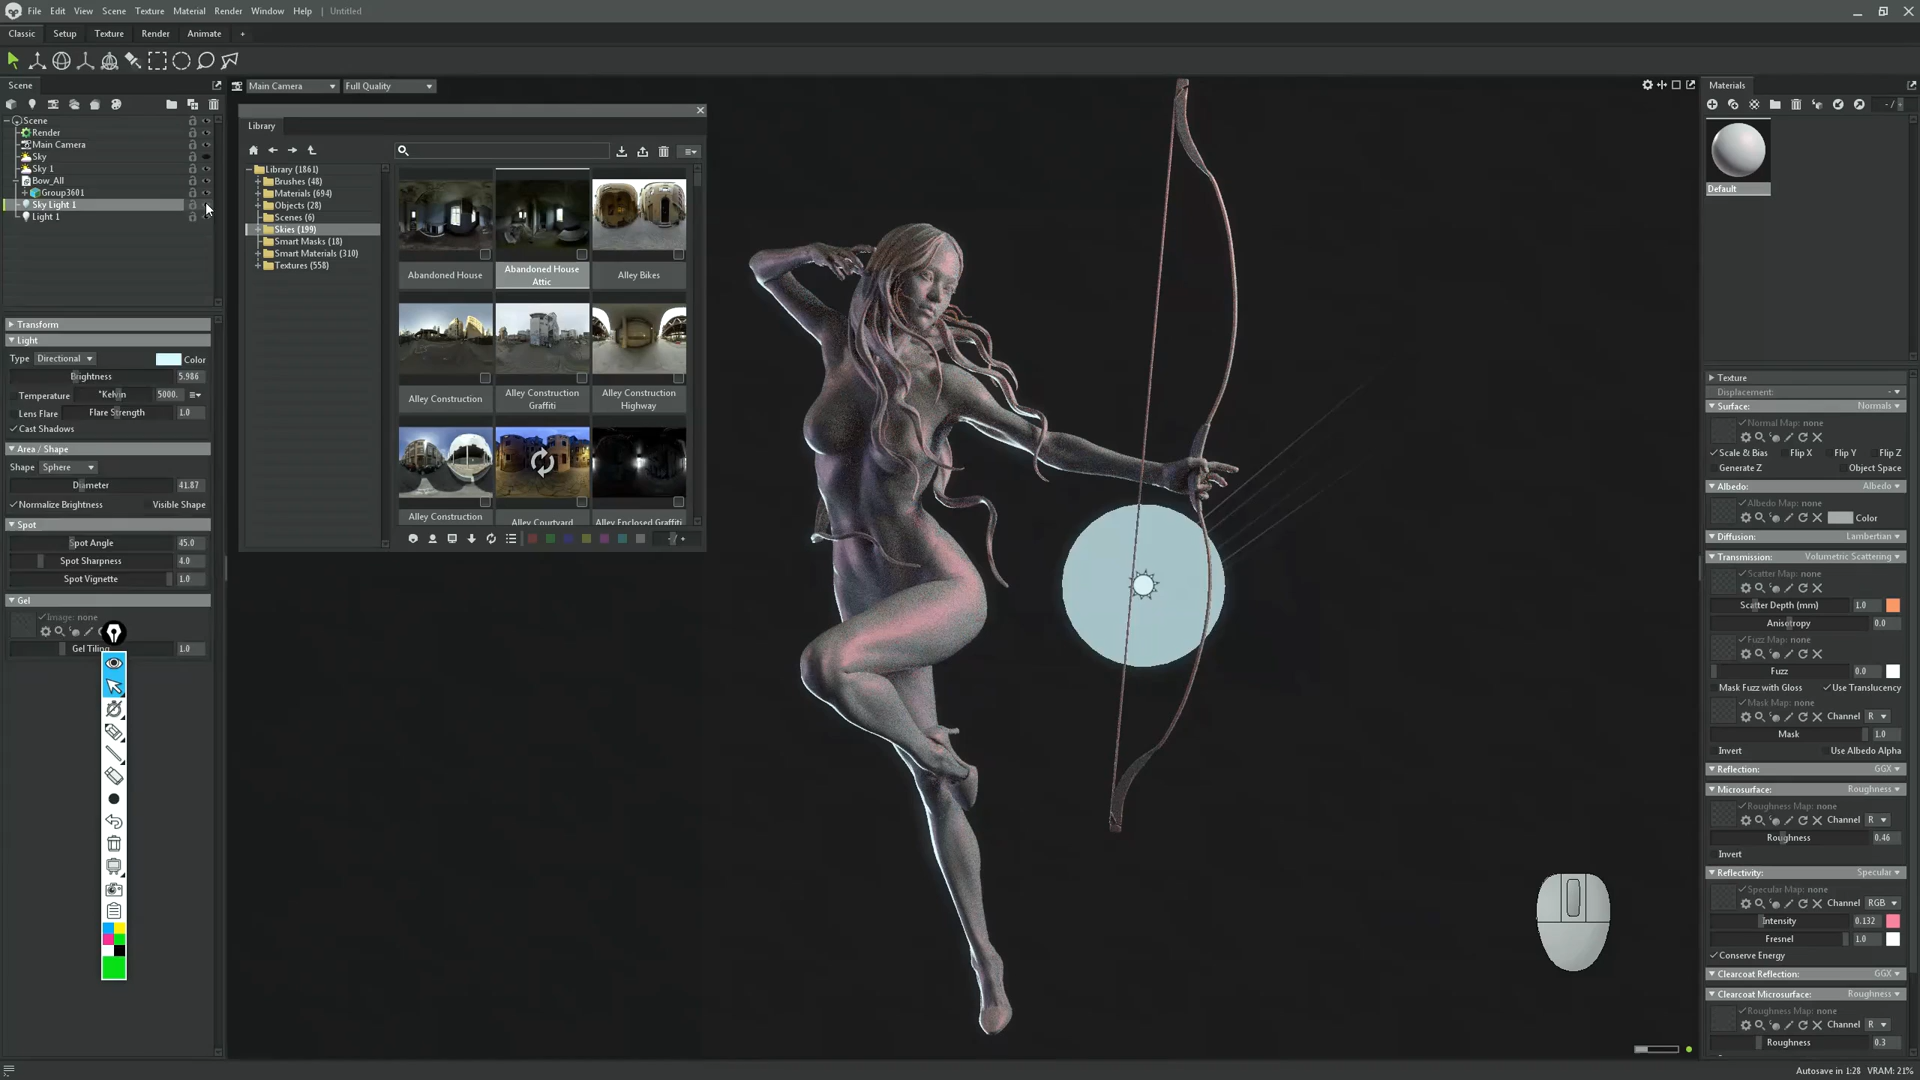 File Edit View Scene Texture Material Render Window Help Untitled
Classic Setup Texture Render Animate +
Scene
Main Camera
Full Quality
Materials
Scene
Render
Main Camera
Sky
Sky 1
Bow_All
Group3601
Sky Light 1
Light 1
Transform
Light
Type Directional Color
Brightness 5.986
Temperature °Kelvin 5000.
Lens Flare Flare Strength 1.0
Cast Shadows
Area / Shape
Shape Sphere
Diameter 41.87
Normalize Brightness Visible Shape
Spot
Spot Angle 45.0
Spot Sharpness 4.0
Spot Vignette 1.0
Gel
Image: none
Gel Tiling 1.0
Library
Library (1861)
Brushes (48)
Materials (694)
Objects (28)
Scenes (6)
Skies (199)
Smart Masks (18)
Smart Materials (310)
Textures (558)
Abandoned House
Abandoned House Attic
Alley Bikes
Alley Construction
Alley Construction Graffiti
Alley Construction Highway
Alley Construction
Alley Courtyard
Alley Enclosed Graffiti
Default
Texture
Displacement:
Surface: Normals
Normal Map: none
Scale & Bias Flip X Flip Y Flip Z
Generate Z Object Space
Albedo: Albedo
Albedo Map: none
Color
Diffusion: Lambertian
Transmission: Volumetric Scattering
Scatter Map: none
Scatter Depth (mm) 1.0
Anisotropy 0.0
Fuzz Map: none
Fuzz 0.0
Mask Fuzz with Gloss Use Translucency
Mask Map: none
Channel R
Mask 1.0
Invert Use Albedo Alpha
Reflection: GGX
Microsurface: Roughness
Roughness Map: none
Channel R
Roughness 0.46
Invert
Reflectivity: Specular
Specular Map: none
Channel RGB
Intensity 0.132
Fresnel 1.0
Conserve Energy
Clearcoat Reflection: GGX
Clearcoat Microsurface: Roughness
Roughness Map: none
Channel R
Roughness 0.3
Autosave in 1:28 VRAM: 21%